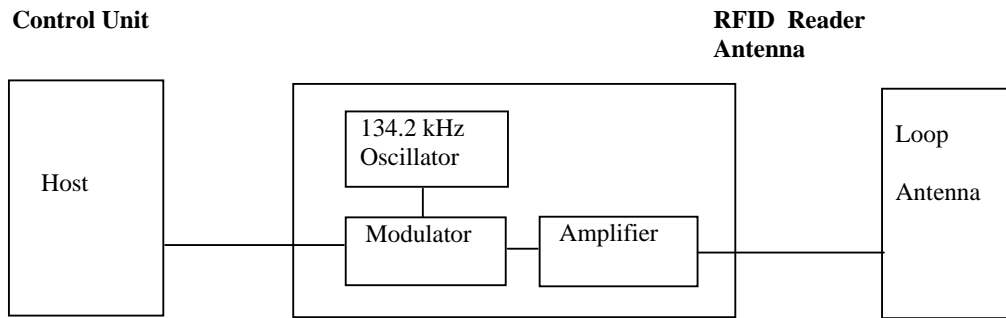 Control Unit
RFID Reader
Antenna
134.2 kHz
Oscillator
Loop
Host
Antenna
Modulator
Amplifier